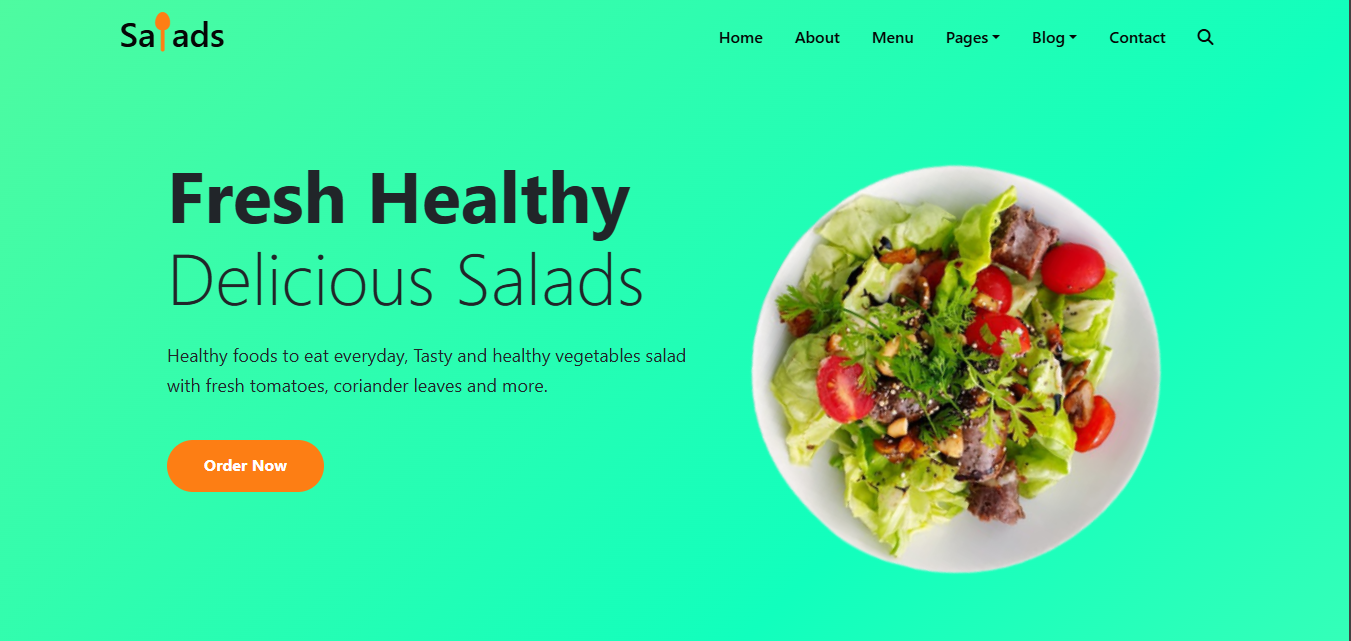 Salads
Home About Menu Pages Blog Contact
Fresh Healthy
Delicious Salads
Healthy foods to eat everyday, Tasty and healthy vegetables salad
with fresh tomatoes, coriander leaves and more.
Order Now